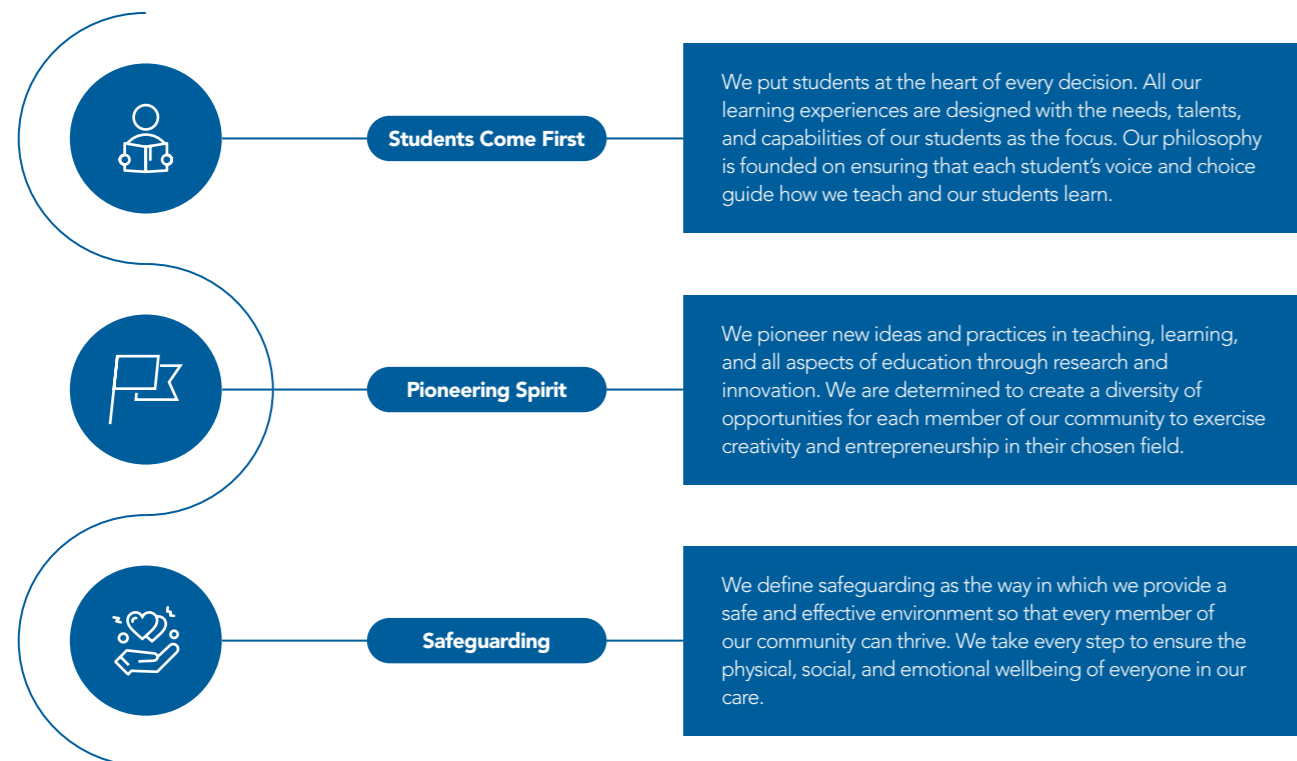 Students Come First
We put students at the heart of every decision. All our
learning experiences are designed with the needs, talents,
and capabilities of our students as the focus. Our philosophy
is founded on ensuring that each student’s voice and choice
guide how we teach and our students learn.
Pioneering Spirit
We pioneer new ideas and practices in teaching, learning,
and all aspects of education through research and
innovation. We are determined to create a diversity of
opportunities for each member of our community to exercise
creativity and entrepreneurship in their chosen field.
Safeguarding
We define safeguarding as the way in which we provide a
safe and effective environment so that every member of
our community can thrive. We take every step to ensure the
physical, social, and emotional wellbeing of everyone in our
care.